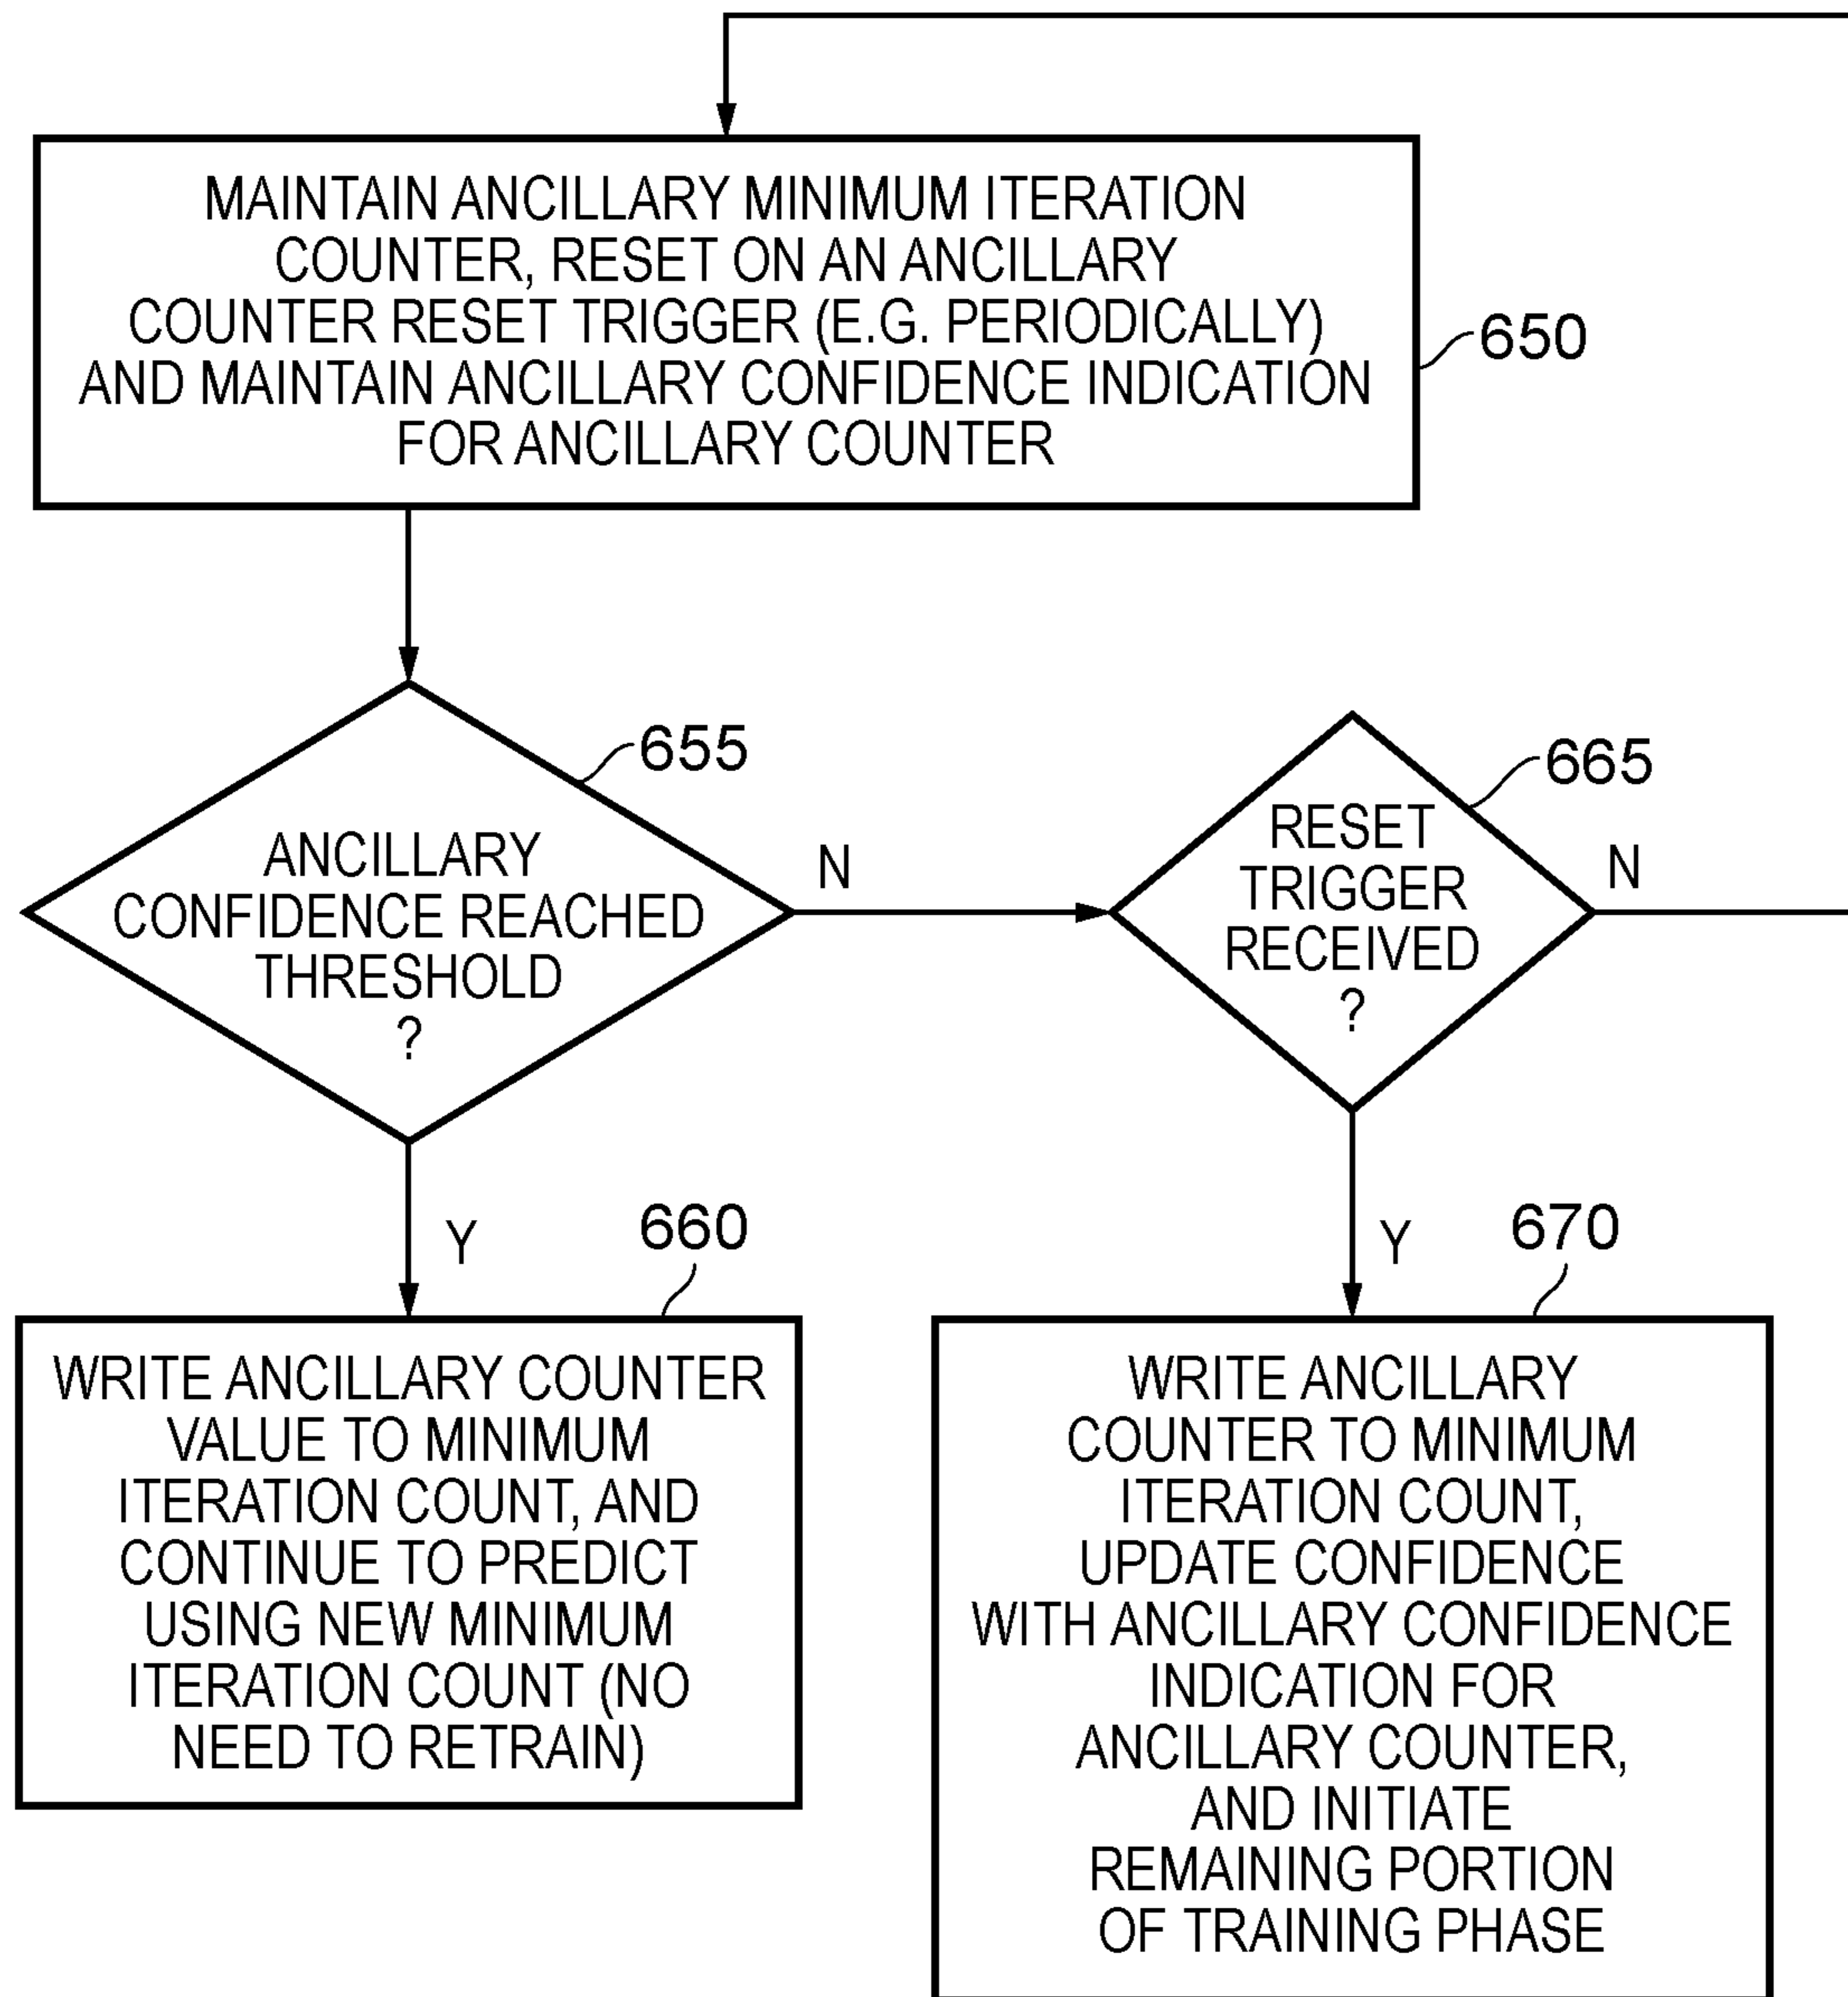 MAINTAIN ANCILLARY MINIMUM ITERATION
COUNTER, RESET ON AN ANCILLARY
COUNTER RESET TRIGGER (E.G. PERIODICALLY)
AND MAINTAIN ANCILLARY CONFIDENCE INDICATION
FOR ANCILLARY COUNTER
650
655
ANCILLARY
CONFIDENCE REACHED
THRESHOLD
?
N
Y
665
RESET
TRIGGER
RECEIVED
?
N
Y
660
WRITE ANCILLARY COUNTER
VALUE TO MINIMUM
ITERATION COUNT, AND
CONTINUE TO PREDICT
USING NEW MINIMUM
ITERATION COUNT (NO
NEED TO RETRAIN)
670
WRITE ANCILLARY
COUNTER TO MINIMUM
ITERATION COUNT,
UPDATE CONFIDENCE
WITH ANCILLARY CONFIDENCE
INDICATION FOR
ANCILLARY COUNTER,
AND INITIATE
REMAINING PORTION
OF TRAINING PHASE